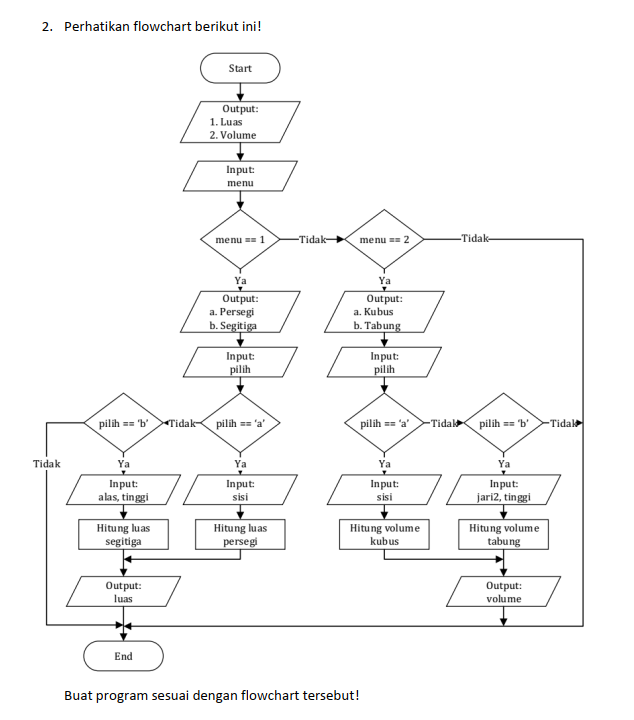 2. Perhatikan flowchart berikut ini!
Start
Output:
1. Luas
2. Volume
Input:
menu
menu == 1
Tidak
menu == 2
Tidak
Ya
Ya
Output:
a. Persegi
b. Segitiga
Output:
a. Kubus
b. Tabung
Input:
pilih
Input:
pilih
pilih == 'b'
Tidak
pilih == 'a'
pilih == 'a'
Tidak
pilih == 'b'
Tidak
Tidak
Ya
Ya
Ya
Ya
Input:
alas, tinggi
Input:
sisi
Input:
sisi
Input:
jari2, tinggi
Hitung luas
segitiga
Hitung luas
persegi
Hitung volume
kubus
Hitung volume
tabung
Output:
luas
Output:
volume
End
Buat program sesuai dengan flowchart tersebut!